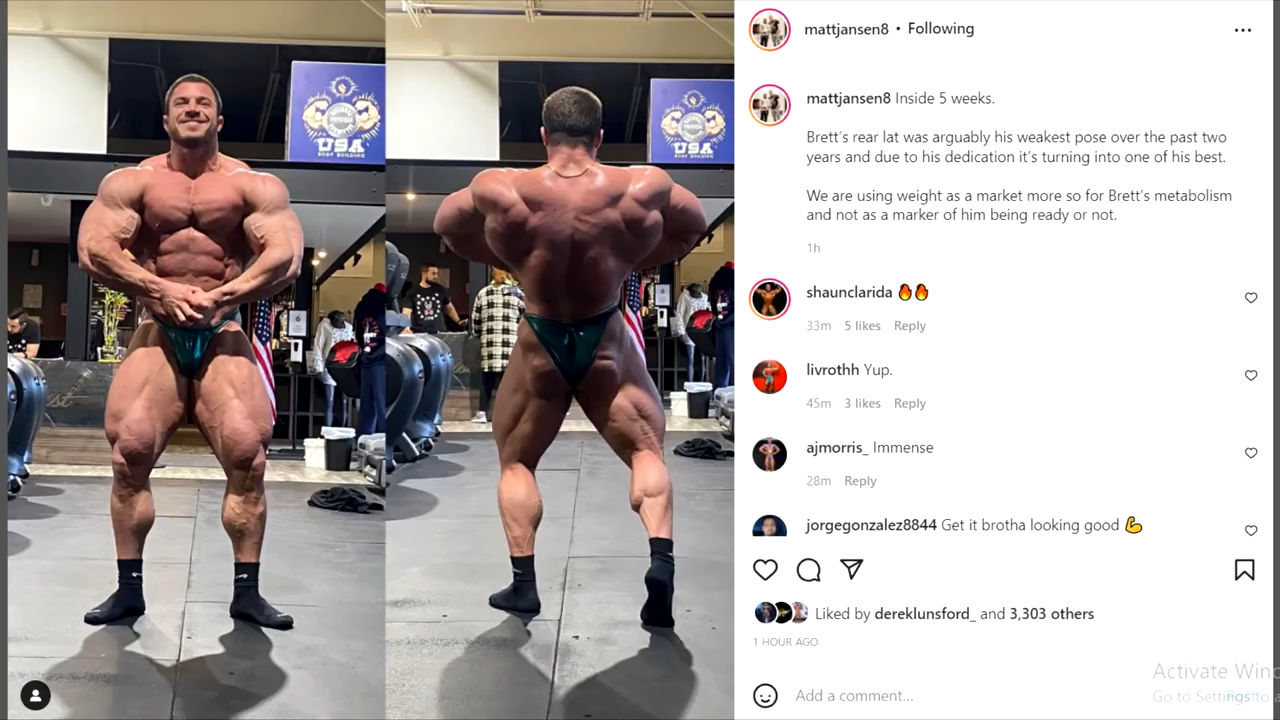 mattjansen8 • Following
mattjansen8 Inside 5 weeks.
Brett's rear lat was arguably his weakest pose over the past two
years and due to his dedication it's turning into one of his best.
We are using weight as a market more so for Brett's metabolism
and not as a marker of him being ready or not.
1h
shaunclarida 🔥🔥
33m 5 likes Reply
livrothh Yup.
45m 3 likes Reply
ajmorris_ Immense
28m Reply
jorgegonzalez8844 Get it brotha looking good 💪
Liked by dereklunsford_ and 3,303 others
1 HOUR AGO
Add a comment...
Activate Win
Go to Settings to
USA
BODY BUILDING
USA
BODY BUILDING